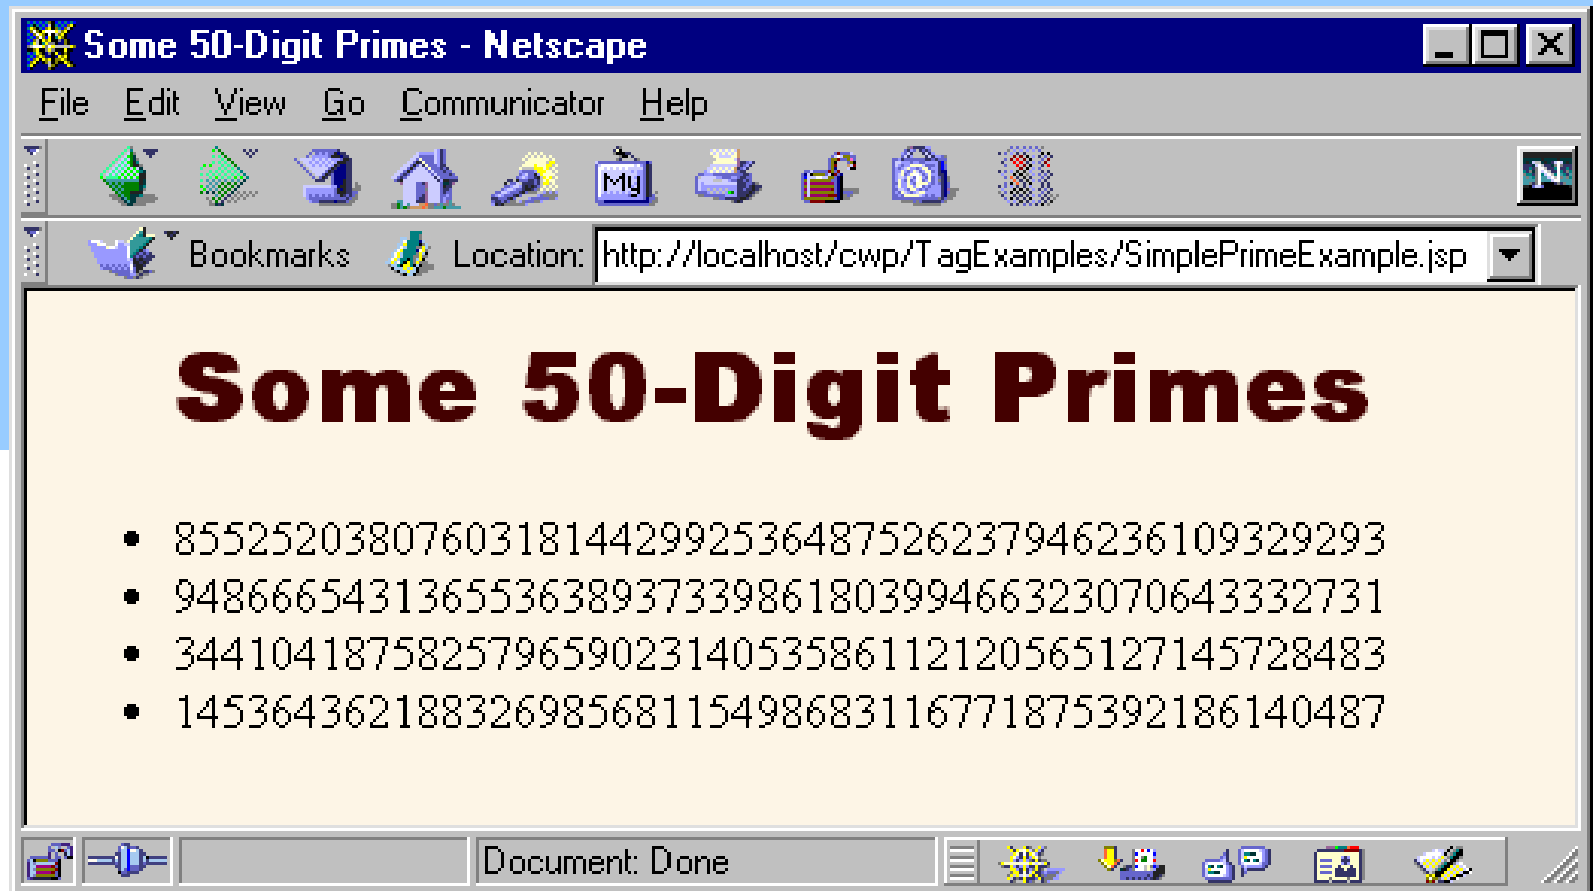 Some 50-Digit Primes - Netscape
File Edit View Go Communicator Help
My N
Bookmarks Location: http://localhost/cwp/TagExamples/SimplePrimeExample.jsp
Some 50-Digit Primes
• 85525203807603181442992536487526237946236109329293
• 94866654313655363893733986180399466323070643332731
• 34410418758257965902314053586112120565127145728483
• 14536436218832698568115498683116771875392186140487
Document: Done